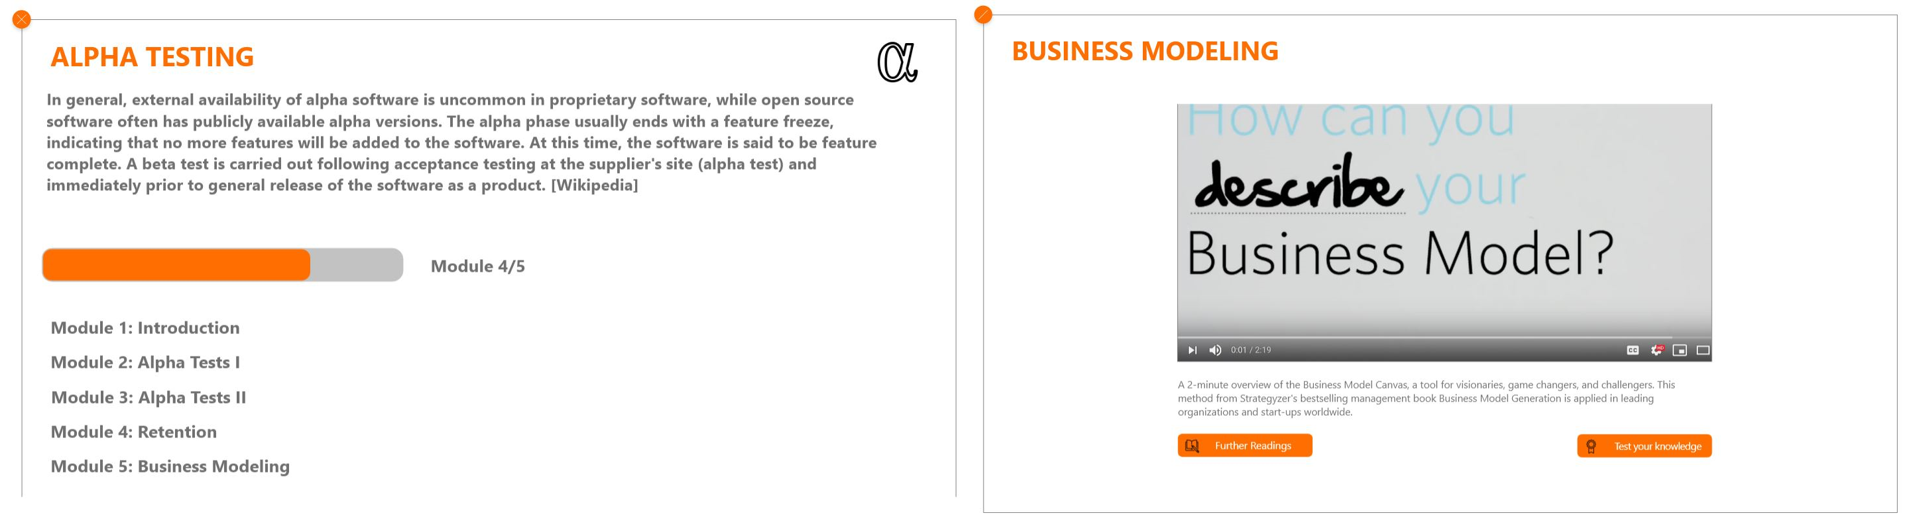 ALPHA TESTING
α
In general, external availability of alpha software is uncommon in proprietary software, while open source
software often has publicly available alpha versions. The alpha phase usually ends with a feature freeze,
indicating that no more features will be added to the software. At this time, the software is said to be feature
complete. A beta test is carried out following acceptance testing at the supplier's site (alpha test) and
immediately prior to general release of the software as a product. [Wikipedia]
Module 4/5
Module 1: Introduction
Module 2: Alpha Tests I
Module 3: Alpha Tests II
Module 4: Retention
Module 5: Business Modeling
BUSINESS MODELING
How can you
describe your
Business Model?
0:01 / 2:19
CC
HD
A 2-minute overview of the Business Model Canvas, a tool for visionaries, game changers, and challengers. This
method from Strategyzer's bestselling management book Business Model Generation is applied in leading
organizations and start-ups worldwide.
Further Readings
Test your knowledge